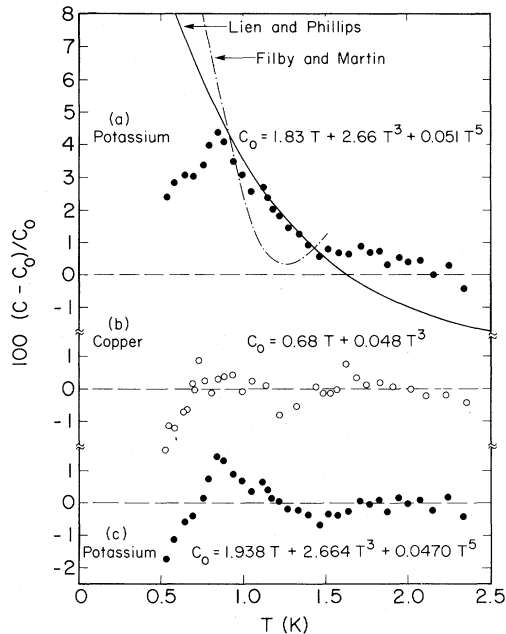 8
Lien and Phillips
7
Filby and Martin
6
5
(a)
Potassium
C₀ = 1.83 T + 2.66 T³ + 0.051 T⁵
4
3
2
1
0
-1
100 (C - C₀)/C₀
(b)
Copper
C₀ = 0.68 T + 0.048 T³
1
0
-1
1
0
-1
-2
(c)
Potassium
C₀ = 1.938 T + 2.664 T³ + 0.0470 T⁵
0 0.5 1.0 1.5 2.0 2.5
T (K)